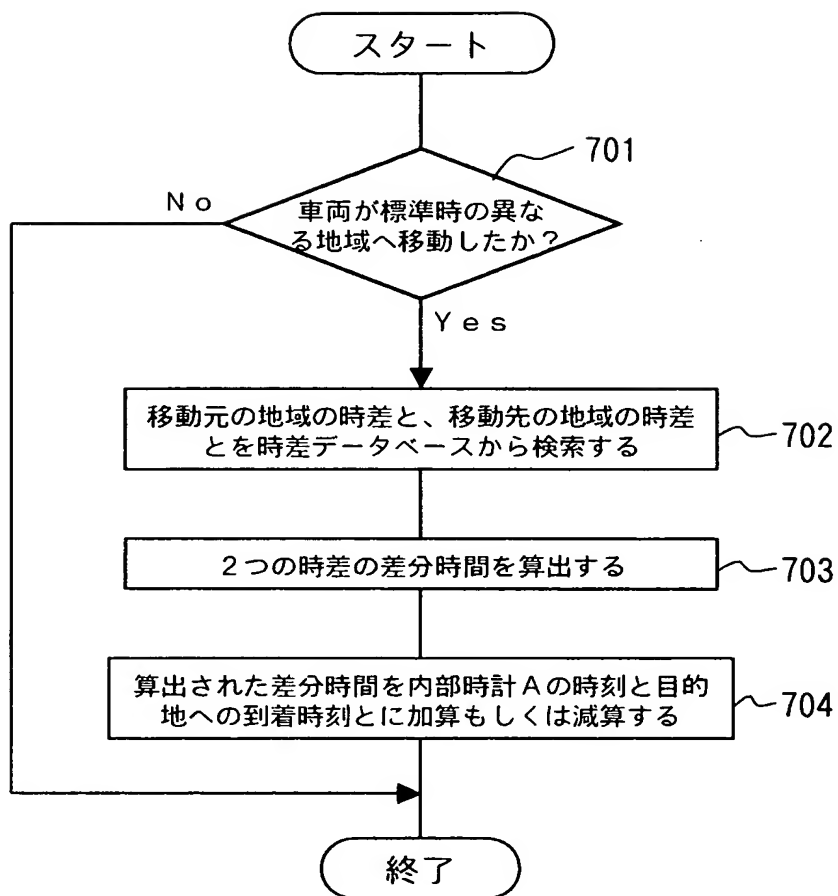 スタート
701
No
車両が標準時の異な
る地域へ移動したか？
Yes
移動元の地域の時差と、移動先の地域の時差
とを時差データベースから検索する
702
２つの時差の差分時間を算出する
703
算出された差分時間を内部時計Ａの時刻と目的
地への到着時刻とに加算もしくは減算する
704
終了